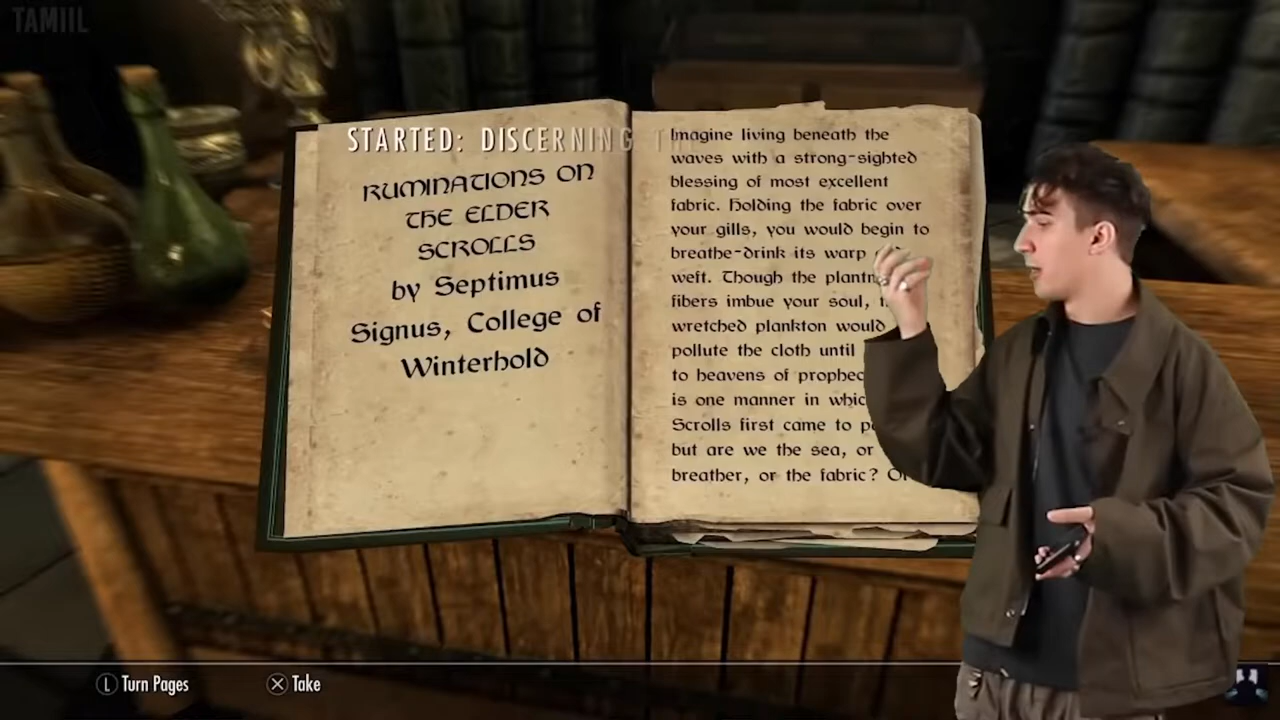 TAMIIL
STARTED: DISCERNING
RUMINATIONS ON
THE ELDER
SCROLLS
by Septimus
Signus, College of
Winterhold
Imagine living beneath the
waves with a strong-sighted
blessing of most excellent
fabric. Holding the fabric over
your gills, you would begin to
breathe-drink its warp
weft. Though the
fibers imbue your soul,
wretched plankton would
pollute the cloth until
to heavens of
is one manner in
Scrolls first came to
but are we the sea, or
breather, or the fabric?
L Turn Pages
X Take